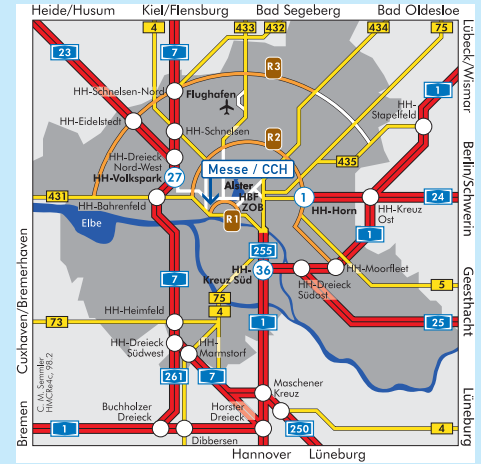 Heide/Husum
Kiel/Flensburg
Bad Segeberg
Bad Oldesloe
23
4
7
433
432
434
75
Lübeck/Wismar
R3
1
HH-Schnelsen-Nord
Flughafen
HH-Eidelstedt
HH-Schnelsen
HH-
Stapelfeld
R2
HH-Dreieck
Nord-West
HH-Volkspark
27
Messe / CCH
435
Berlin/Schwerin
431
HH-Bahrenfeld
Alster
HBF
ZOB
1
HH-Horn
24
HH-Kreuz
Ost
Elbe
R1
1
255
HH-
Kreuz Süd
36
HH-Moorfleet
HH-Dreieck
Südost
5
Geesthacht
7
75
4
Cuxhaven/Bremerhaven
73
HH-Heimfeld
1
25
HH-Dreieck
Südwest
HH-
Marmstorf
C. M. Semmler
HMCRe4c, 98.2
261
7
Maschener
Kreuz
Buchholzer
Dreieck
Horster
Dreieck
Bremen
1
Dibbersen
250
4
Lüneburg
Hannover
Lüneburg